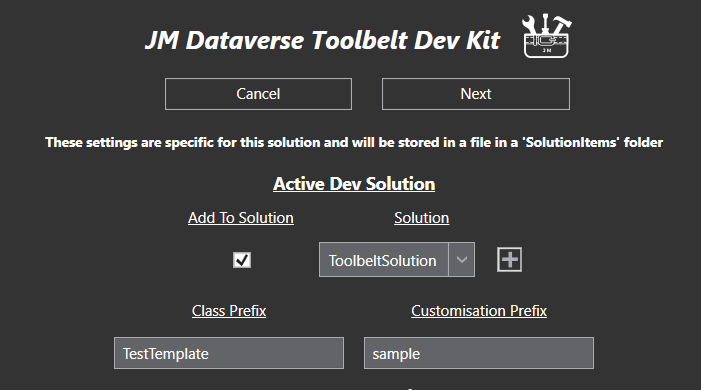 JM Dataverse Toolbelt Dev Kit
JM
Cancel Next
These settings are specific for this solution and will be stored in a file in a 'SolutionItems' folder
Active Dev Solution
Add To Solution Solution
ToolbeltSolution
Class Prefix Customisation Prefix
TestTemplate sample